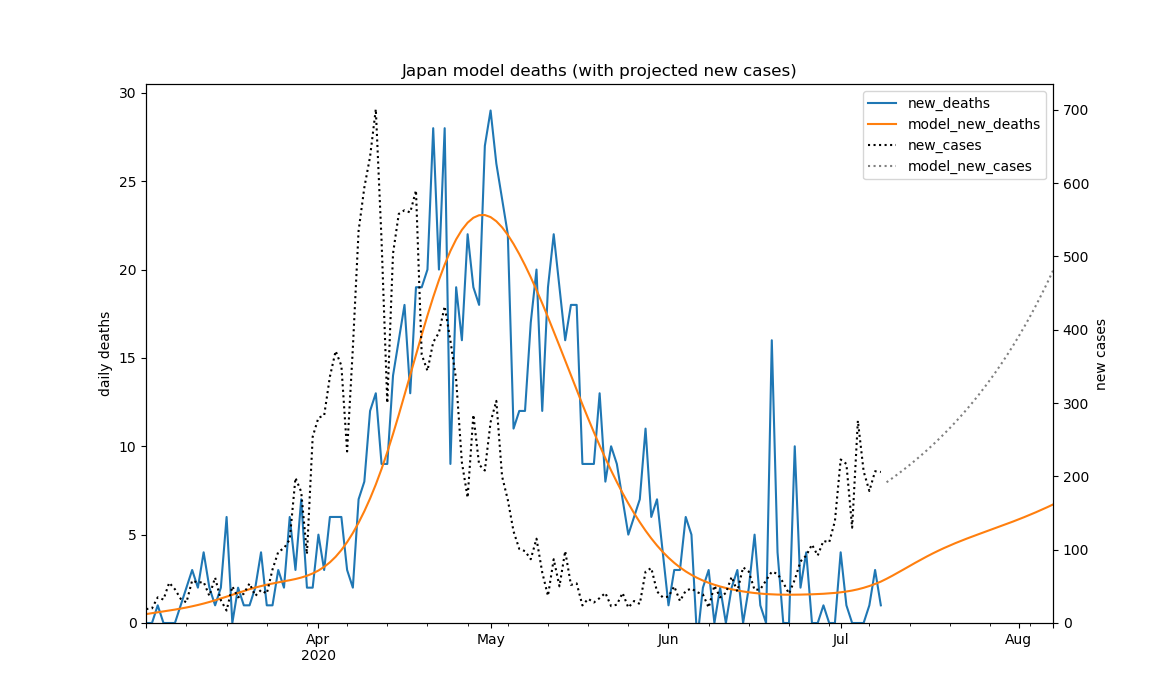 Japan model deaths (with projected new cases)
30
25
20
15
10
5
0
daily deaths
700
600
500
400
300
200
100
0
new cases
new_deaths
model_new_deaths
new_cases
model_new_cases
Apr
2020
May
Jun
Jul
Aug